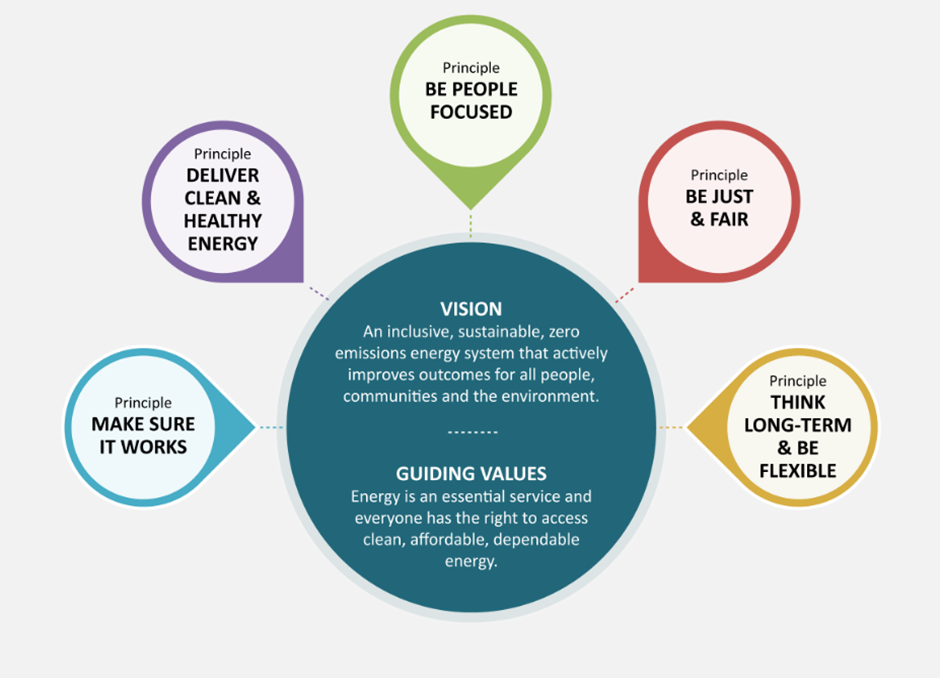 Principle
BE PEOPLE
FOCUSED
Principle
DELIVER
CLEAN &
HEALTHY
ENERGY
Principle
BE JUST
& FAIR
Principle
MAKE SURE
IT WORKS
VISION
An inclusive, sustainable, zero
emissions energy system that actively
improves outcomes for all people,
communities and the environment.
GUIDING VALUES
Energy is an essential service and
everyone has the right to access
clean, affordable, dependable
energy.
Principle
THINK
LONG-TERM
& BE
FLEXIBLE